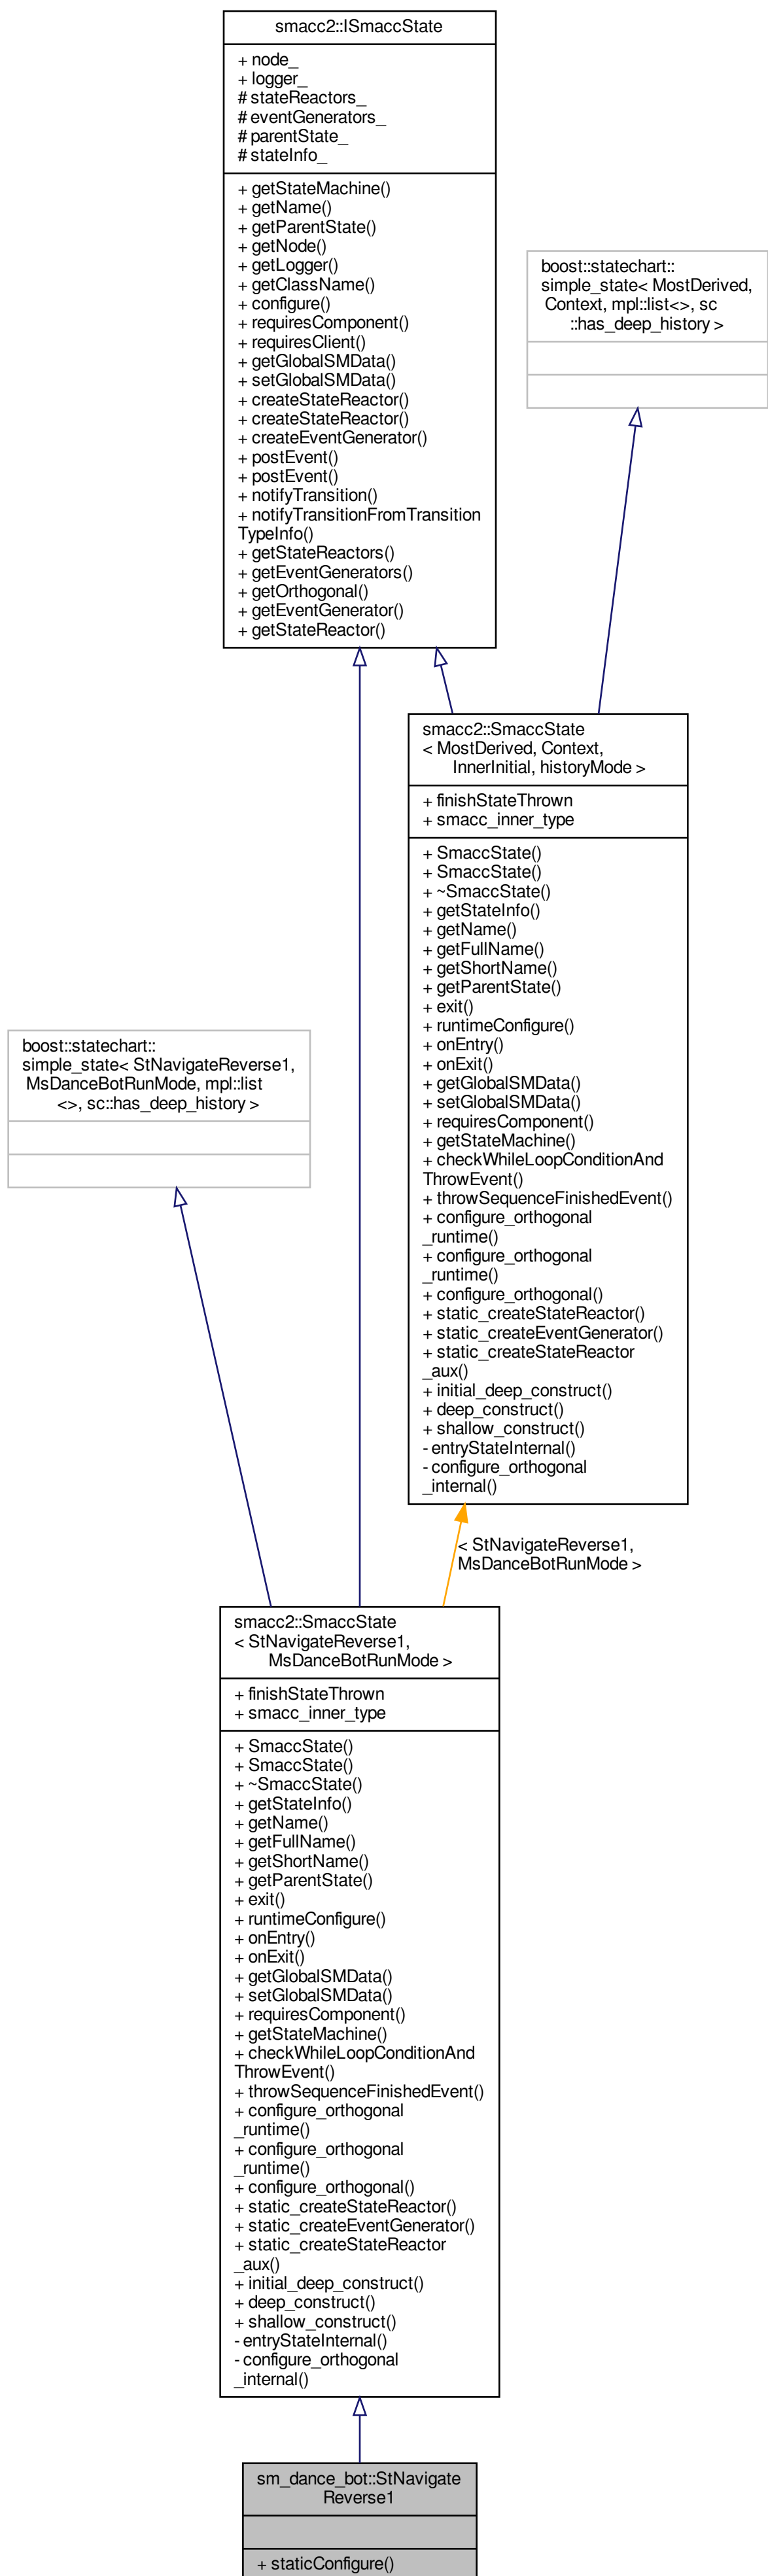 smacc2::ISmaccState
+ node_
+ logger_
# stateReactors_
# eventGenerators_
# parentState_
# stateInfo_
+ getStateMachine()
+ getName()
+ getParentState()
+ getNode()
+ getLogger()
+ getClassName()
+ configure()
+ requiresComponent()
+ requiresClient()
+ getGlobalSMData()
+ setGlobalSMData()
+ createStateReactor()
+ createStateReactor()
+ createEventGenerator()
+ postEvent()
+ postEvent()
+ notifyTransition()
+ notifyTransitionFromTransition
TypeInfo()
+ getStateReactors()
+ getEventGenerators()
+ getOrthogonal()
+ getEventGenerator()
+ getStateReactor()
boost::statechart::
simple_state< MostDerived,
Context, mpl::list<>, sc
::has_deep_history >
smacc2::SmaccState
< MostDerived, Context,
InnerInitial, historyMode >
+ finishStateThrown
+ smacc_inner_type
+ SmaccState()
+ SmaccState()
+ ~SmaccState()
+ getStateInfo()
+ getName()
+ getFullName()
+ getShortName()
+ getParentState()
+ exit()
+ runtimeConfigure()
+ onEntry()
+ onExit()
+ getGlobalSMData()
+ setGlobalSMData()
+ requiresComponent()
+ getStateMachine()
+ checkWhileLoopConditionAnd
ThrowEvent()
+ throwSequenceFinishedEvent()
+ configure_orthogonal
_runtime()
+ configure_orthogonal
_runtime()
+ configure_orthogonal()
+ static_createStateReactor()
+ static_createEventGenerator()
+ static_createStateReactor
_aux()
+ initial_deep_construct()
+ deep_construct()
+ shallow_construct()
- entryStateInternal()
- configure_orthogonal
_internal()
boost::statechart::
simple_state< StNavigateReverse1,
MsDanceBotRunMode, mpl::list
<>, sc::has_deep_history >
< StNavigateReverse1,
MsDanceBotRunMode >
smacc2::SmaccState
< StNavigateReverse1,
MsDanceBotRunMode >
+ finishStateThrown
+ smacc_inner_type
+ SmaccState()
+ SmaccState()
+ ~SmaccState()
+ getStateInfo()
+ getName()
+ getFullName()
+ getShortName()
+ getParentState()
+ exit()
+ runtimeConfigure()
+ onEntry()
+ onExit()
+ getGlobalSMData()
+ setGlobalSMData()
+ requiresComponent()
+ getStateMachine()
+ checkWhileLoopConditionAnd
ThrowEvent()
+ throwSequenceFinishedEvent()
+ configure_orthogonal
_runtime()
+ configure_orthogonal
_runtime()
+ configure_orthogonal()
+ static_createStateReactor()
+ static_createEventGenerator()
+ static_createStateReactor
_aux()
+ initial_deep_construct()
+ deep_construct()
+ shallow_construct()
- entryStateInternal()
- configure_orthogonal
_internal()
sm_dance_bot::StNavigate
Reverse1
+ staticConfigure()